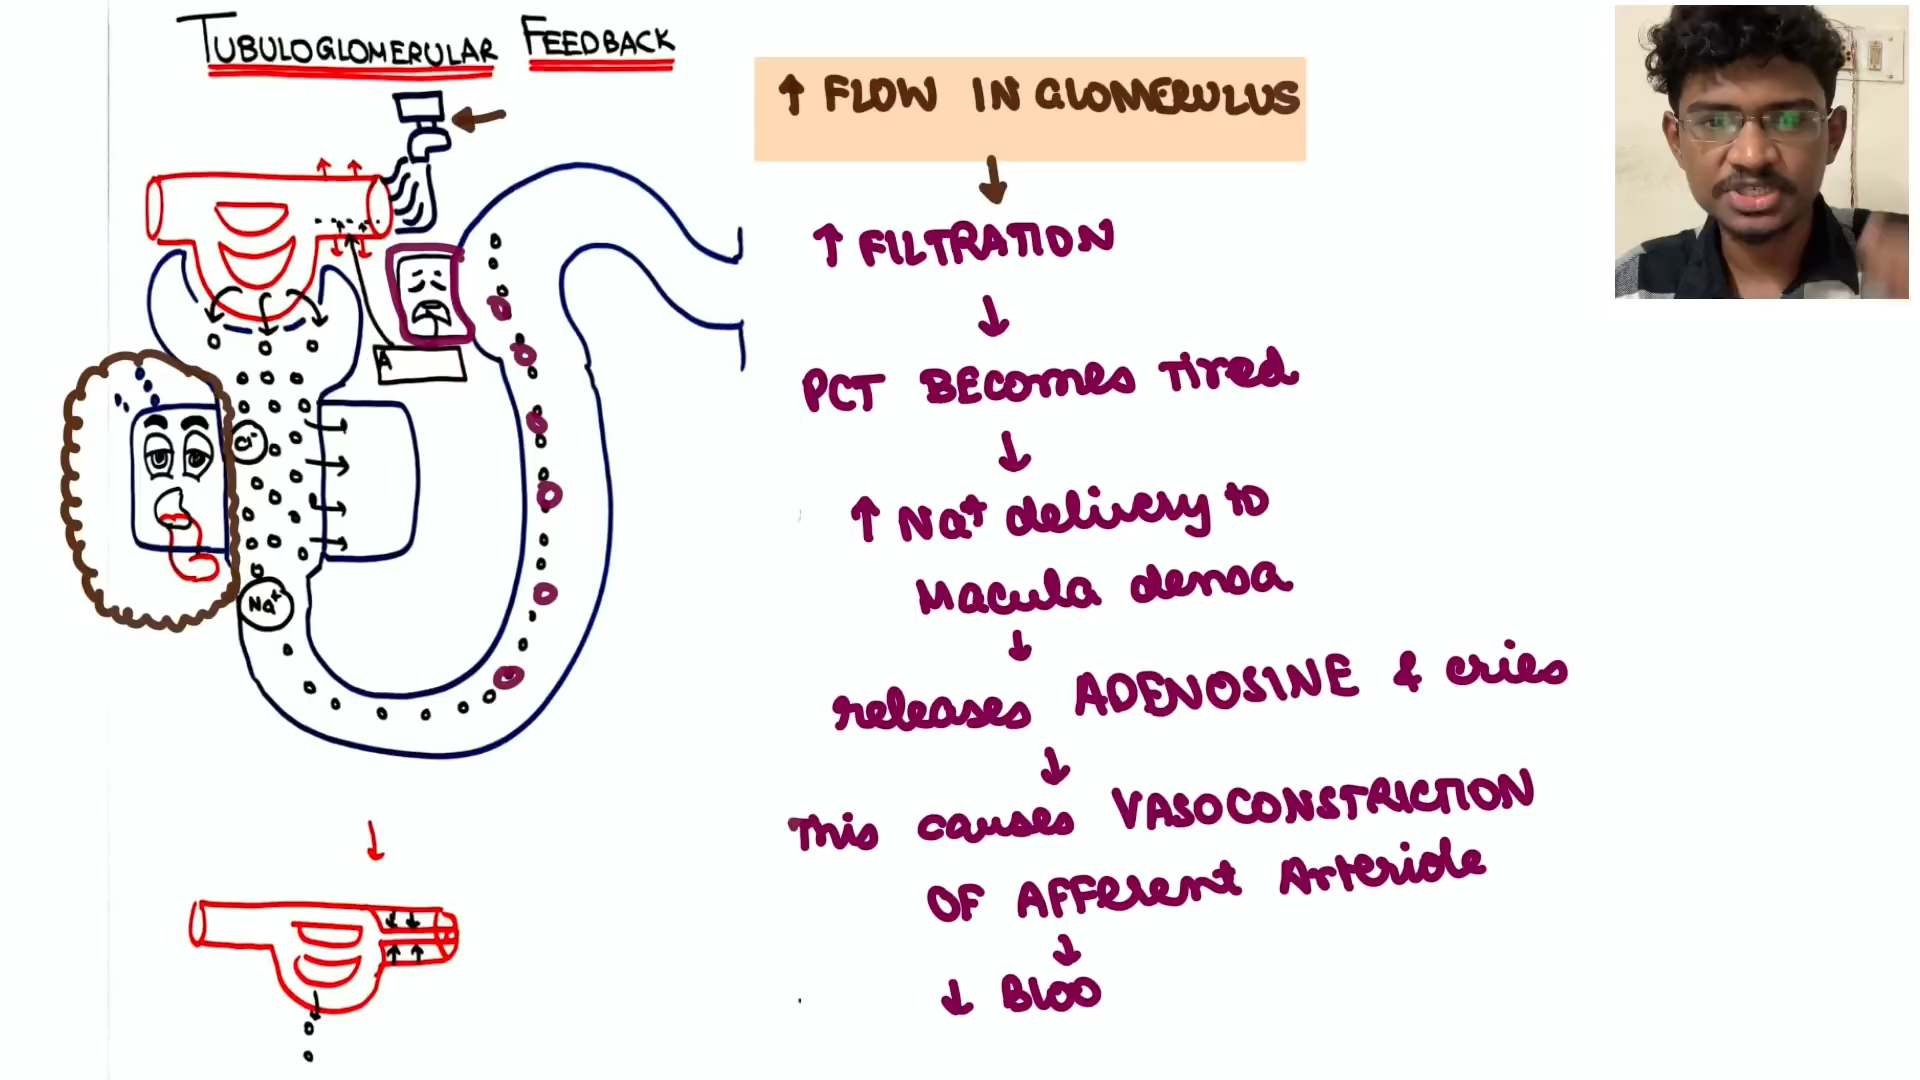 TUBULOGLOMERULAR FEEDBACK
↑ FLOW IN GLOMERULUS
↓
↑ FILTRATION
↓
PCT BECOMES TIRED
↓
↑ Na⁺ delivery to
Macula densa
↓
releases ADENOSINE & cries
↓
This causes VASOCONSTRICTION
OF AFFERENT Arteriole
↓
↓ BLOO
A
Cl⁻
Na⁺